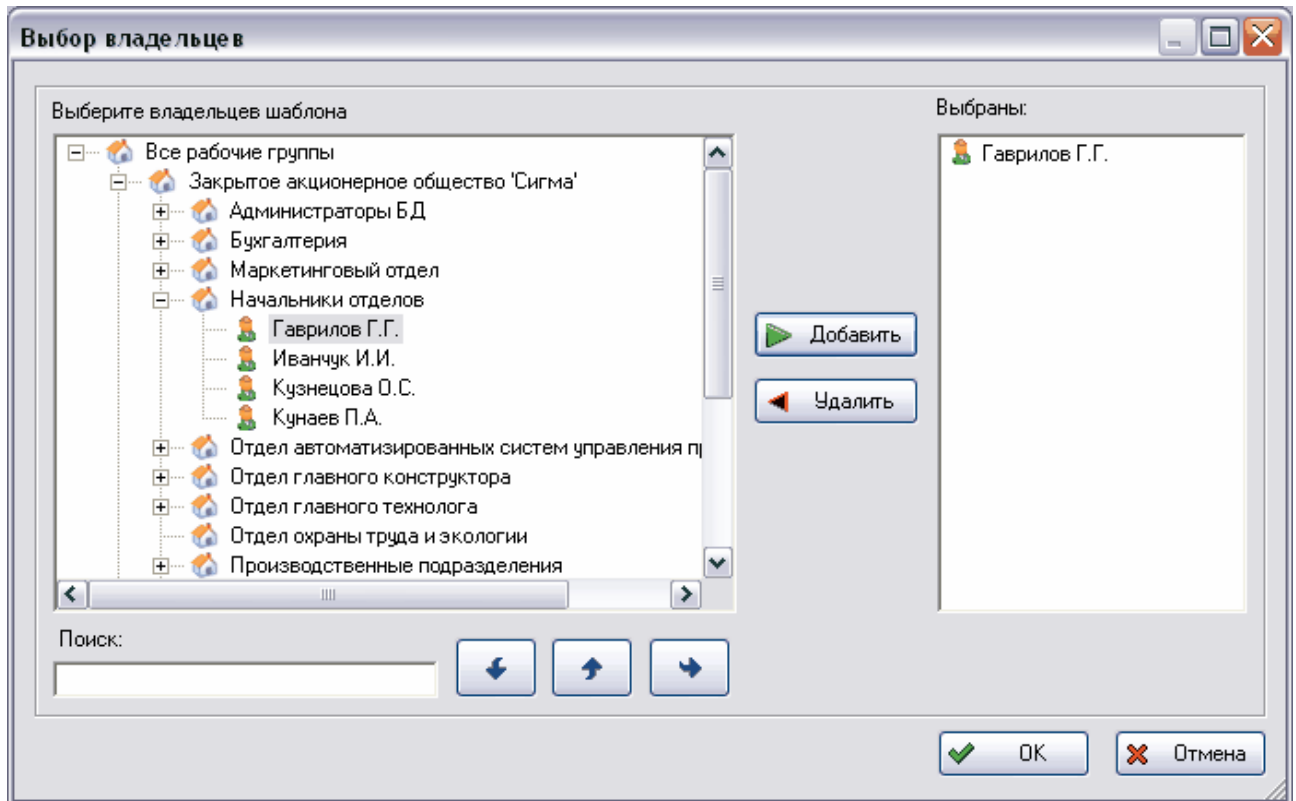 Выбор владельцев
Выберите владельцев шаблона
Все рабочие группы
Закрытое акционерное общество 'Сигма'
Администраторы БД
Бухгалтерия
Маркетинговый отдел
Начальники отделов
Гаврилов Г.Г.
Иванчук И.И.
Кузнецова О.С.
Кунаев П.А.
Отдел автоматизированных систем управления
Отдел главного конструктора
Отдел главного технолога
Отдел охраны труда и экологии
Производственные подразделения
Добавить
Удалить
Выбраны:
Гаврилов Г.Г.
Поиск:
ОК
Отмена